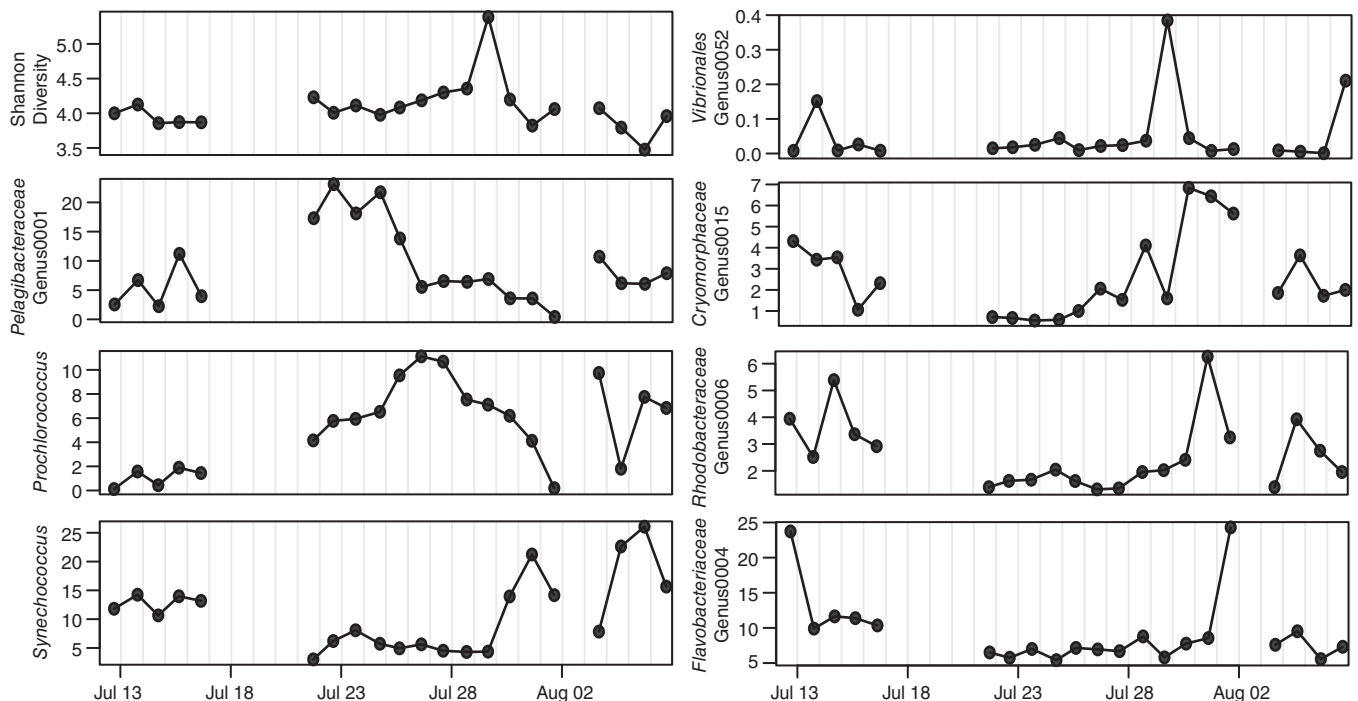 Shannon
Diversity
5.0
4.5
4.0
3.5
Pelagibacteraceae
Genus0001
20
15
10
5
0
Prochlorococcus
10
8
6
4
2
0
Synechococcus
25
20
15
10
5
Jul 13
Jul 18
Jul 23
Jul 28
Aug 02
Vibrionales
Genus0052
0.4
0.3
0.2
0.1
0.0
Cryomorphaceae
Genus0015
7
6
5
4
3
2
1
Rhodobacteraceae
Genus0006
6
5
4
3
2
Flavobacteriaceae
Genus0004
25
20
15
10
5
Jul 13
Jul 18
Jul 23
Jul 28
Aug 02